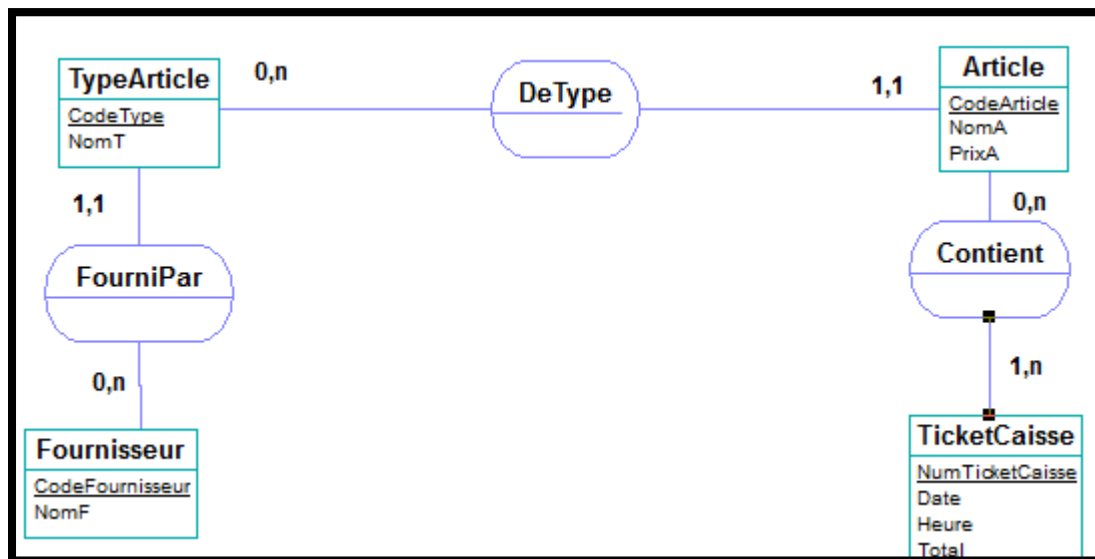 TypeArticle
CodeType
NomT
0,n
DeType
1,1
Article
CodeArticle
NomA
PrixA
1,1
FourniPar
0,n
Fournisseur
CodeFournisseur
NomF
0,n
Contient
1,n
TicketCaisse
NumTicketCaisse
Date
Heure
Total